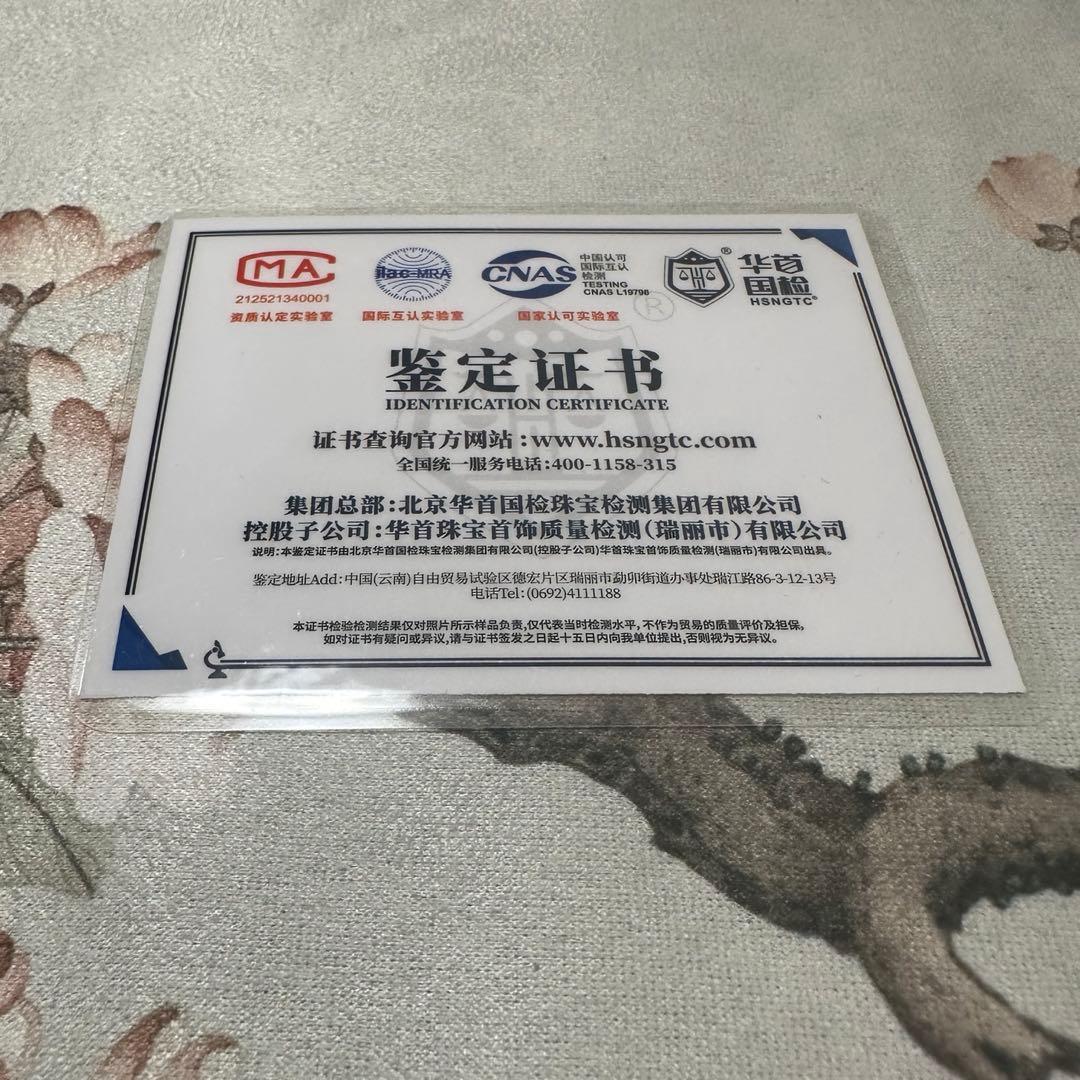 CMA
212521340001
资质认定实验室
ilac-MRA
国际互认实验室
CNAS
中国认可
国际互认
检测
TESTING
CNAS L19798
国家认可实验室
®
华首
国检
HSNGTC®
®
鉴定证书
IDENTIFICATION CERTIFICATE
证书查询官方网站:www.hsngtc.com
全国统一服务电话:400-1158-315
集团总部:北京华首国检珠宝检测集团有限公司
控股子公司:华首珠宝首饰质量检测(瑞丽市)有限公司
说明:本鉴定证书由北京华首国检珠宝检测集团有限公司(控股子公司)华首珠宝首饰质量检测(瑞丽市)有限公司出具。
鉴定地址Add:中国(云南)自由贸易试验区德宏片区瑞丽市勐卯街道办事处瑞江路86-3-12-13号
电话Tel:(0692)4111188
本证书检验检测结果仅对照片所示样品负责,仅代表当时检测水平,不作为贸易的质量评价及担保,
如对证书有疑问或异议,请与证书签发之日起十五日内向我单位提出,否则视为无异议。